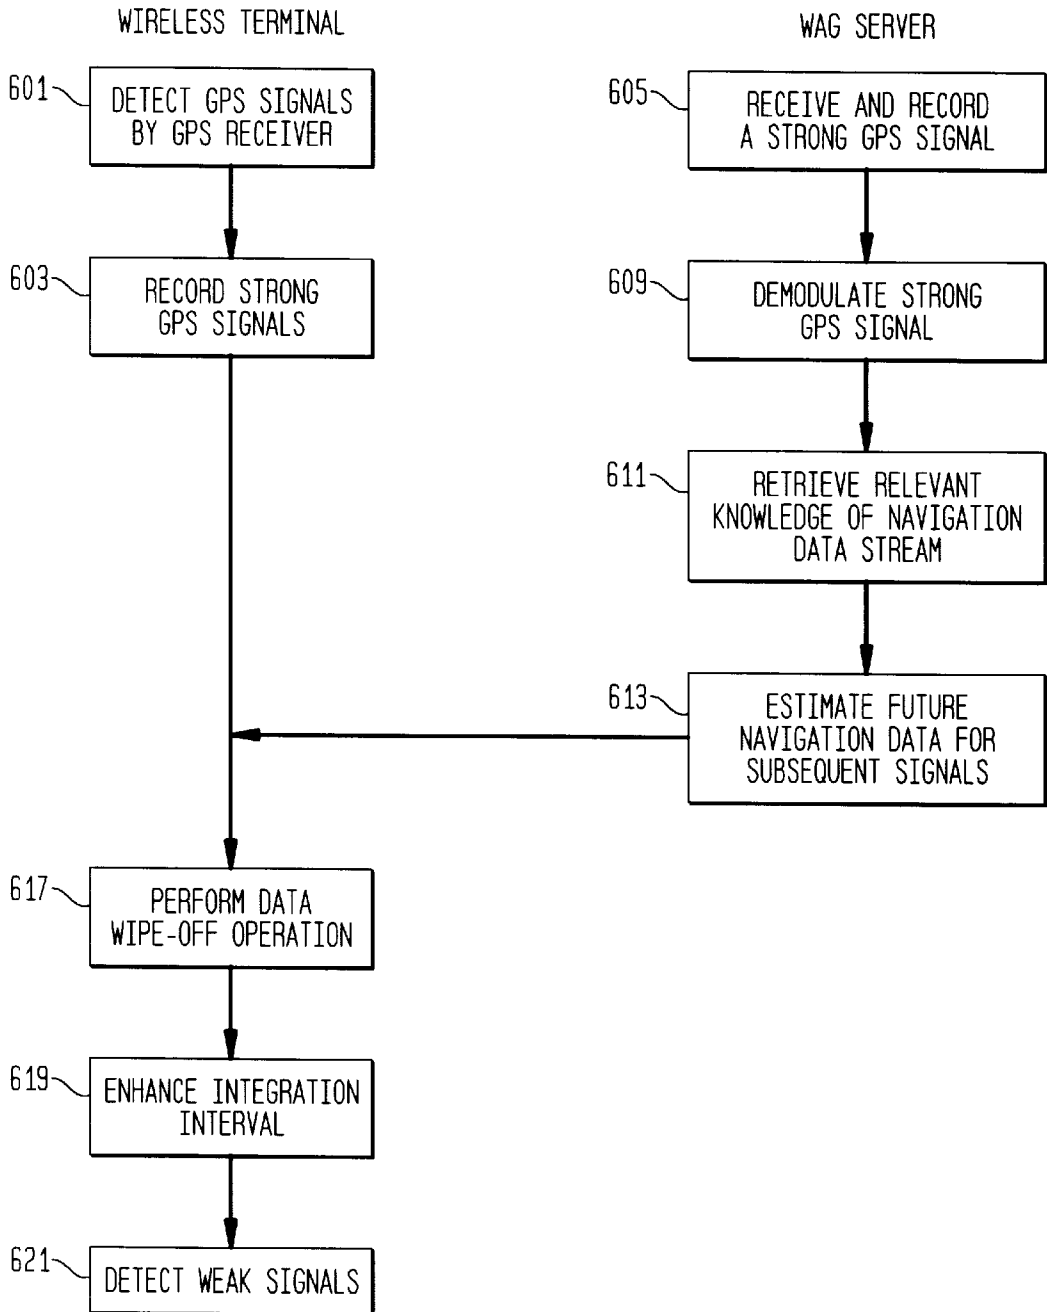 WIRELESS TERMINAL
601
DETECT GPS SIGNALS
BY GPS RECEIVER
603
RECORD STRONG
GPS SIGNALS
617
PERFORM DATA
WIPE-OFF OPERATION
619
ENHANCE INTEGRATION
INTERVAL
621
DETECT WEAK SIGNALS
WAG SERVER
605
RECEIVE AND RECORD
A STRONG GPS SIGNAL
609
DEMODULATE STRONG
GPS SIGNAL
611
RETRIEVE RELEVANT
KNOWLEDGE OF NAVIGATION
DATA STREAM
613
ESTIMATE FUTURE
NAVIGATION DATA FOR
SUBSEQUENT SIGNALS